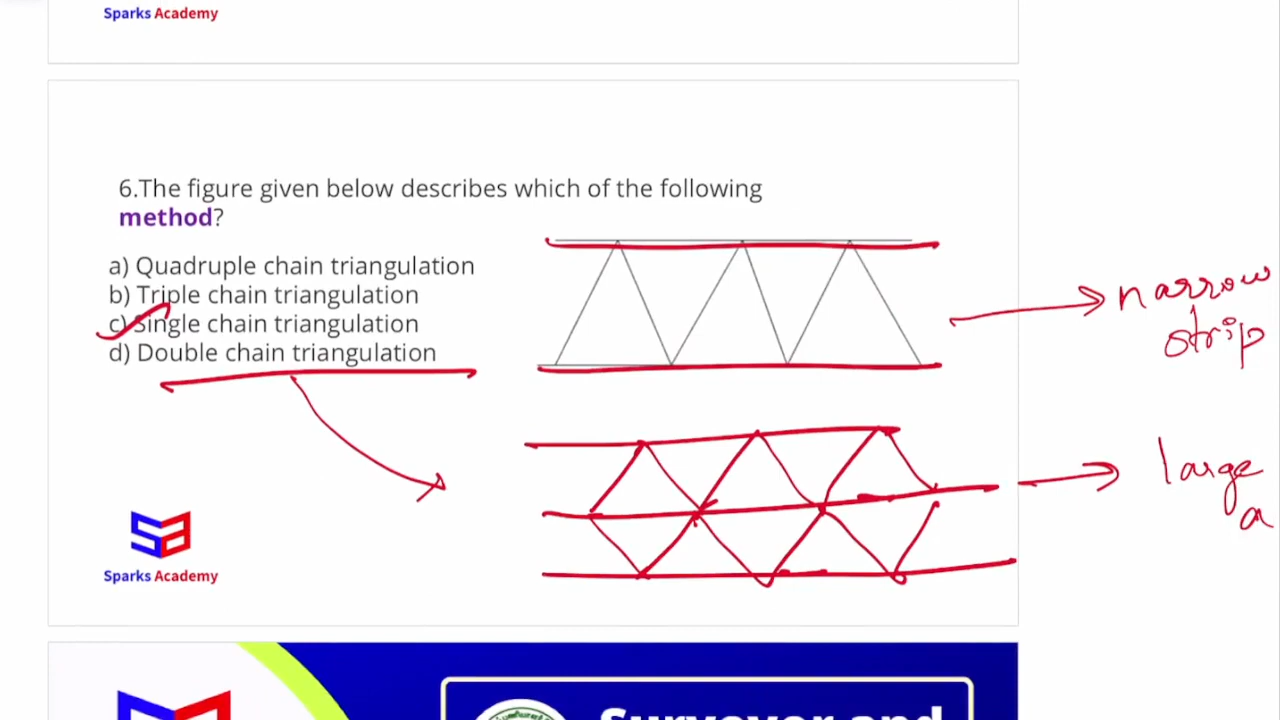 Sparks Academy
6.The figure given below describes which of the following
method?
a) Quadruple chain triangulation
b) Triple chain triangulation
c) Single chain triangulation
d) Double chain triangulation
narrow
strip
large
a
Sparks Academy
Surveyor and